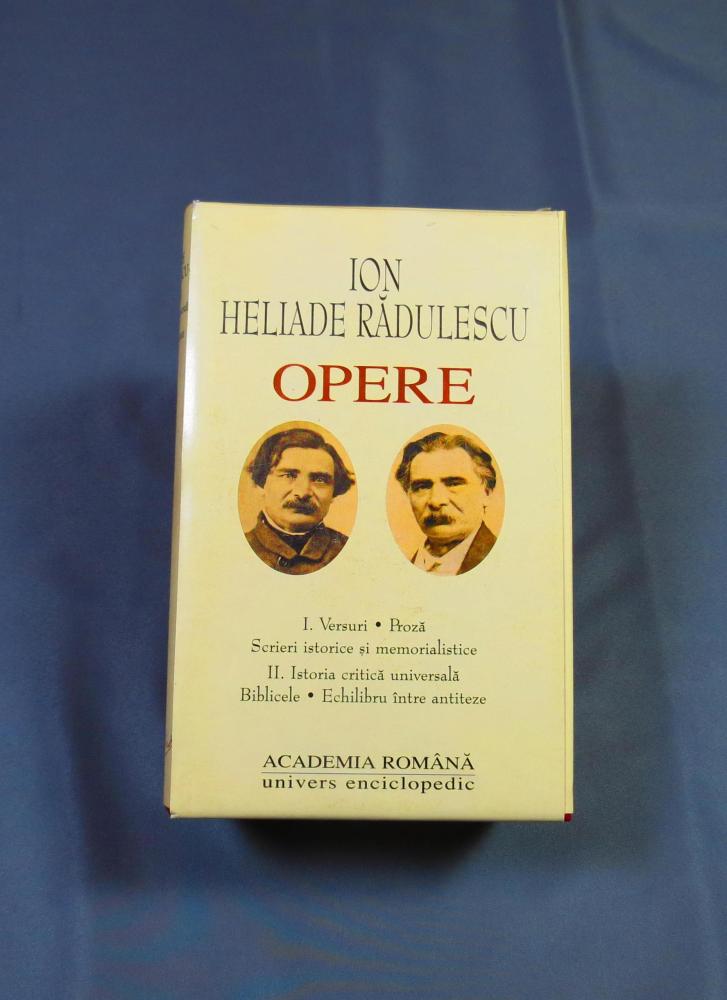 ION
HELIADE RĂDULESCU
OPERE
I. Versuri • Proză
Scrieri istorice și memorialistice
II. Istoria critică universală
Biblicele • Echilibru între antiteze
ACADEMIA ROMÂNĂ
univers enciclopedic